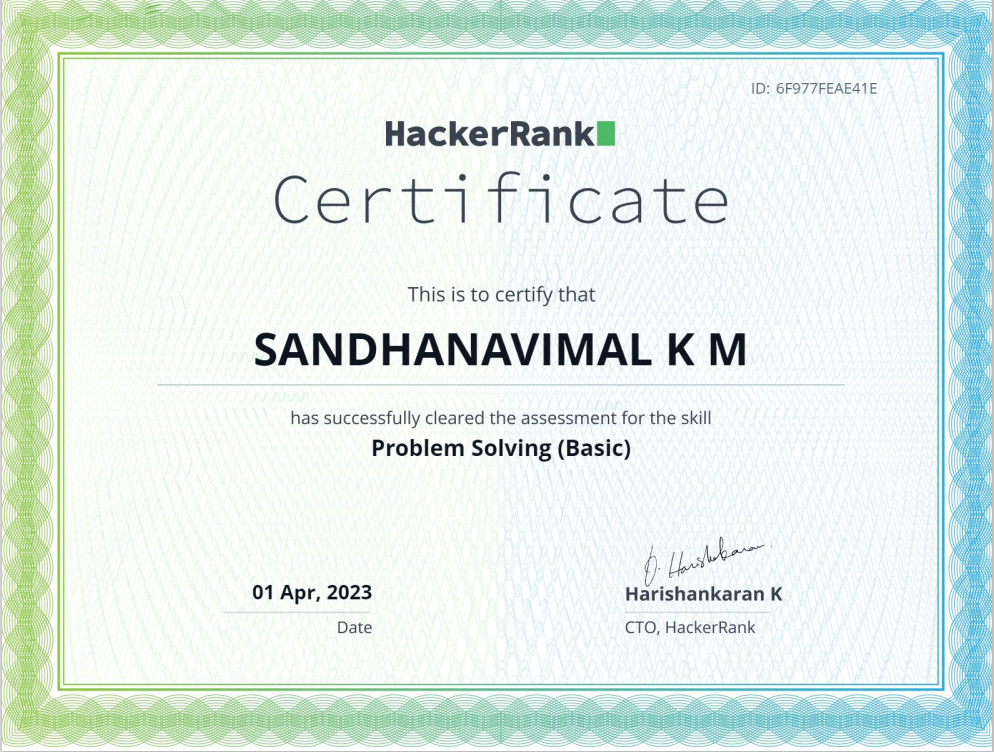 ID: 6F977FEAE41E
HackerRank
Certificate
This is to certify that
SANDHANAVIMAL K M
has successfully cleared the assessment for the skill
Problem Solving (Basic)
D. Harishankaran
01 Apr, 2023
Harishankaran K
Date
CTO, HackerRank